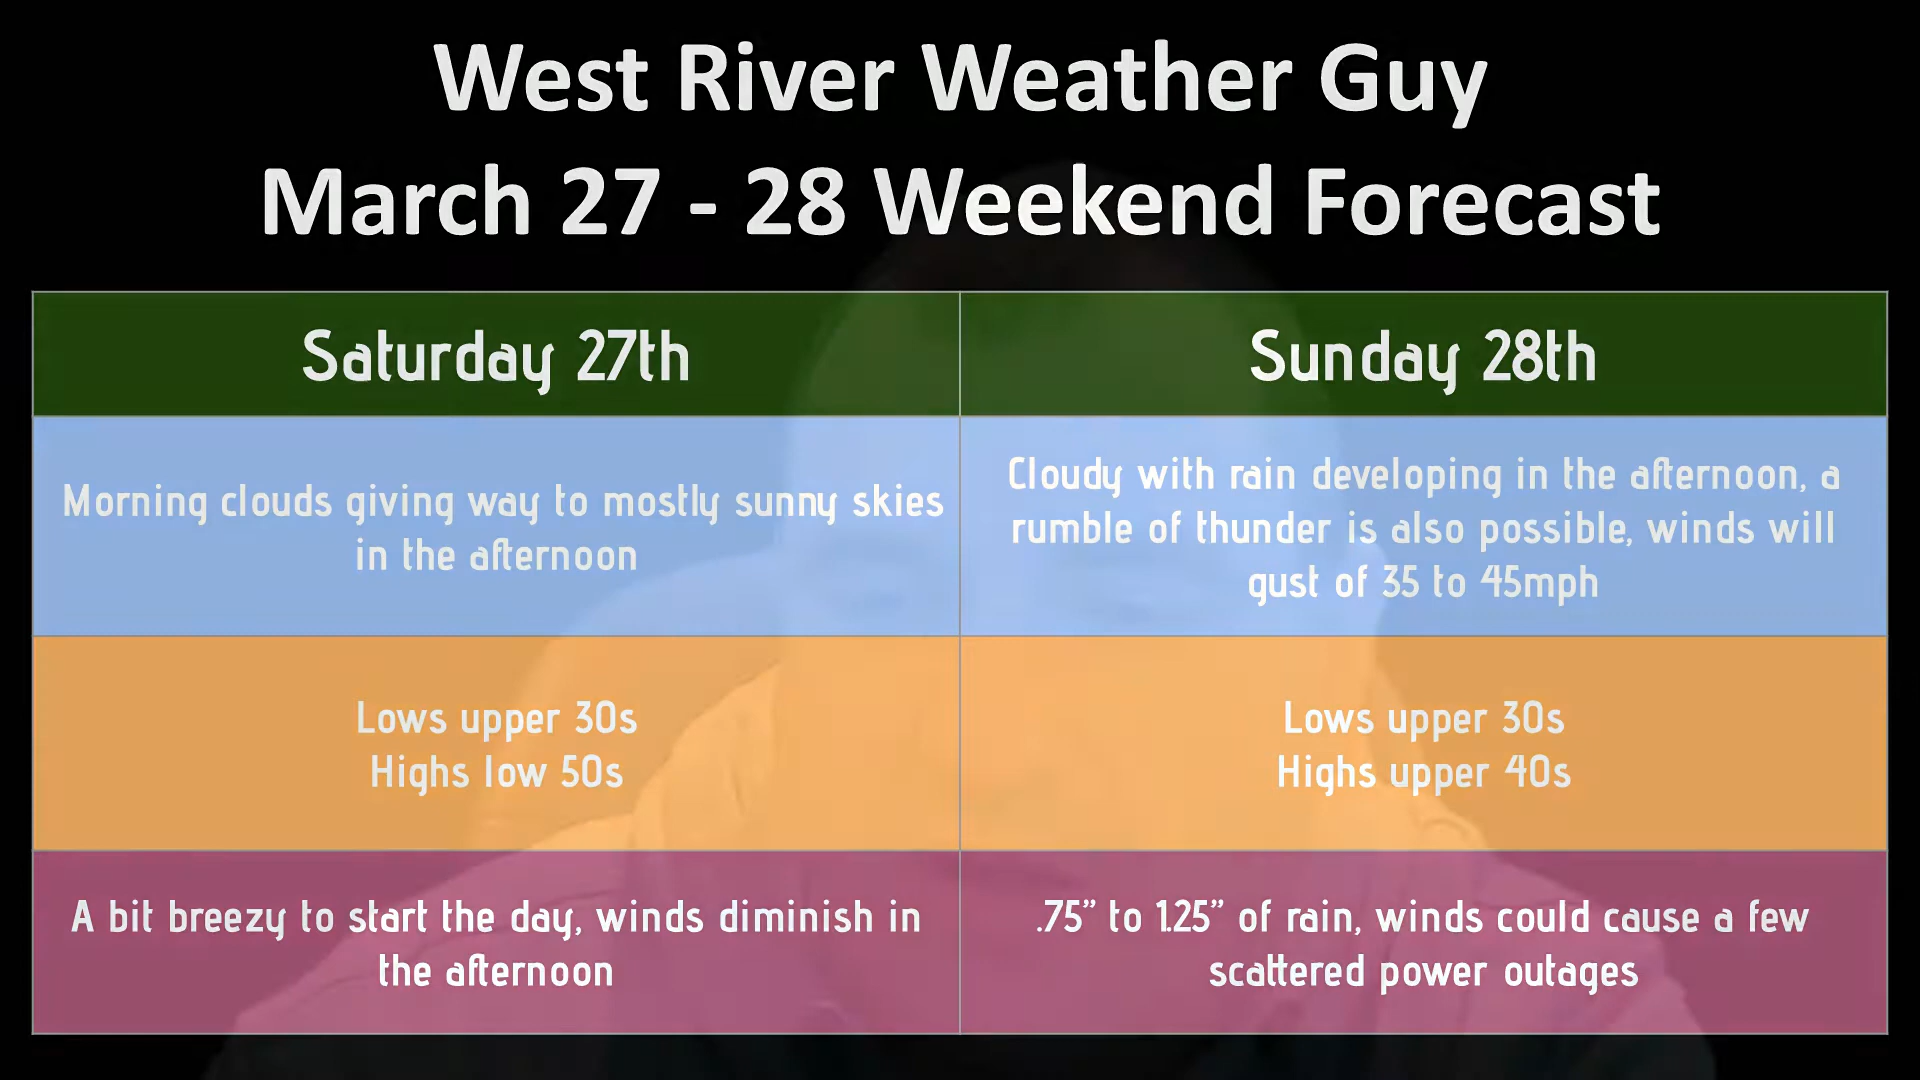 West River Weather Guy
March 27 - 28 Weekend Forecast
Saturday 27th
Sunday 28th
Morning clouds giving way to mostly sunny skies
in the afternoon
Cloudy with rain developing in the afternoon, a
rumble of thunder is also possible, winds will
gust of 35 to 45mph
Lows upper 30s
Highs low 50s
Lows upper 30s
Highs upper 40s
A bit breezy to start the day, winds diminish in
the afternoon
.75” to 1.25” of rain, winds could cause a few
scattered power outages